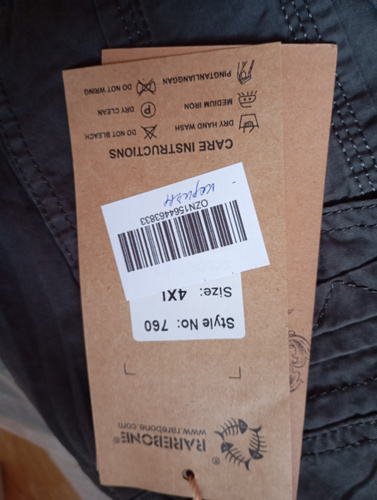 RAREBONE®
www.rarebone.
Style No: 760
Size: 4XL
OZN1564463833
CARE INSTRUCTIONS
DRY HAND WASH DO NOT BLEACH
MEDIUM IRON DRY CLEAN
PINGTANLIANGGAN DO NOT WRING